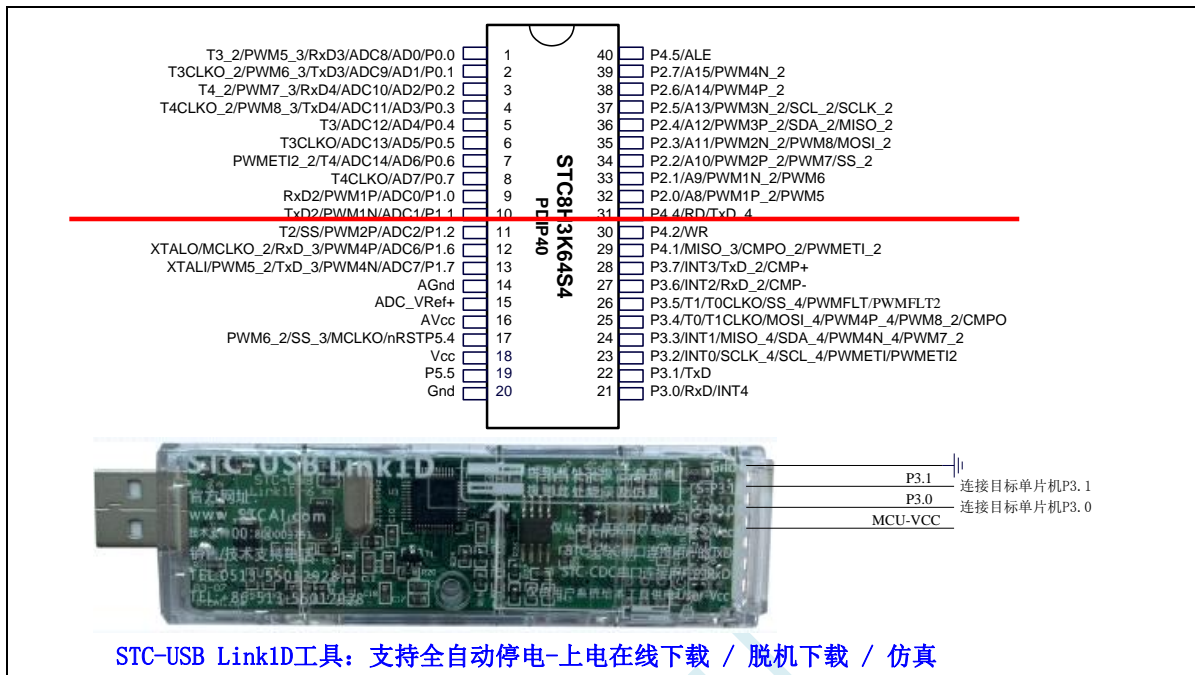 T3_2/PWM5_3/RxD3/ADC8/AD0/P0.0 1 40 P4.5/ALE
T3CLKO_2/PWM6_3/TxD3/ADC9/AD1/P0.1 2 39 P2.7/A15/PWM4N_2
T4_2/PWM7_3/RxD4/ADC10/AD2/P0.2 3 38 P2.6/A14/PWM4P_2
T4CLKO_2/PWM8_3/TxD4/ADC11/AD3/P0.3 4 37 P2.5/A13/PWM3N_2/SCL_2/SCLK_2
T3/ADC12/AD4/P0.4 5 36 P2.4/A12/PWM3P_2/SDA_2/MISO_2
T3CLKO/ADC13/AD5/P0.5 6 35 P2.3/A11/PWM2N_2/PWM8/MOSI_2
PWMETI2_2/T4/ADC14/AD6/P0.6 7 34 P2.2/A10/PWM2P_2/PWM7/SS_2
T4CLKO/AD7/P0.7 8 33 P2.1/A9/PWM1N_2/PWM6
RxD2/PWM1P/ADC0/P1.0 9 32 P2.0/A8/PWM1P_2/PWM5
TxD2/PWM1N/ADC1/P1.1 10 31 P4.4/RD/TxD_4
T2/SS/PWM2P/ADC2/P1.2 11 30 P4.2/WR
XTALO/MCLKO_2/RxD_3/PWM4P/ADC6/P1.6 12 29 P4.1/MISO_3/CMPO_2/PWMETI_2
XTALI/PWM5_2/TxD_3/PWM4N/ADC7/P1.7 13 28 P3.7/INT3/TxD_2/CMP+
AGnd 14 27 P3.6/INT2/RxD_2/CMP-
ADC_VRef+ 15 26 P3.5/T1/T0CLKO/SS_4/PWMFLT/PWMFLT2
AVcc 16 25 P3.4/T0/T1CLKO/MOSI_4/PWM4P_4/PWM8_2/CMPO
PWM6_2/SS_3/MCLKO/nRSTP5.4 17 24 P3.3/INT1/MISO_4/SDA_4/PWM4N_4/PWM7_2
Vcc 18 23 P3.2/INT0/SCLK_4/SCL_4/PWMETI/PWMETI2
P5.5 19 22 P3.1/TxD
Gnd 20 21 P3.0/RxD/INT4
STC8H3K64S4
PDIP40
STC-USB Link1D
官方网址:
www.STCAI.com
Gnd
P3.1 连接目标单片机P3.1
P3.0 连接目标单片机P3.0
MCU-VCC
STC-USB Link1D工具: 支持全自动停电-上电在线下载 / 脱机下载 / 仿真